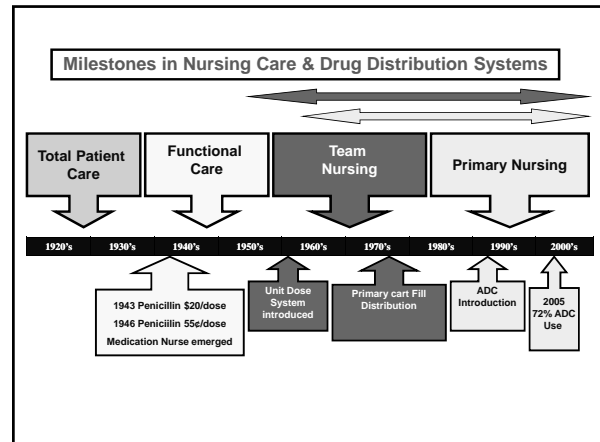 Milestones in Nursing Care & Drug Distribution Systems
Total Patient
Care
Functional
Care
Team
Nursing
Primary Nursing
1920's 1930's 1940's 1950's 1960's 1970's 1980's 1990's 2000's
1943 Penicillin $20/dose
1946 Peniciilin 55¢/dose
Medication Nurse emerged
Unit Dose
System
introduced
Primary cart Fill
Distribution
ADC
Introduction
2005
72% ADC
Use